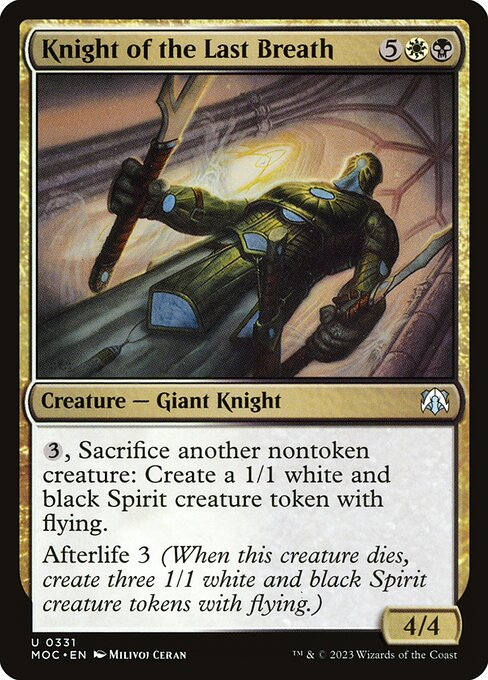 Knight of the Last Breath 5
Creature — Giant Knight
3, Sacrifice another nontoken
creature: Create a 1/1 white and
black Spirit creature token with
flying.
Afterlife 3 (When this creature dies,
create three 1/1 white and black Spirit
creature tokens with flying.)
4/4
U 0331
MOC • EN Milivoj Ceran
™ & © 2023 Wizards of the Coast